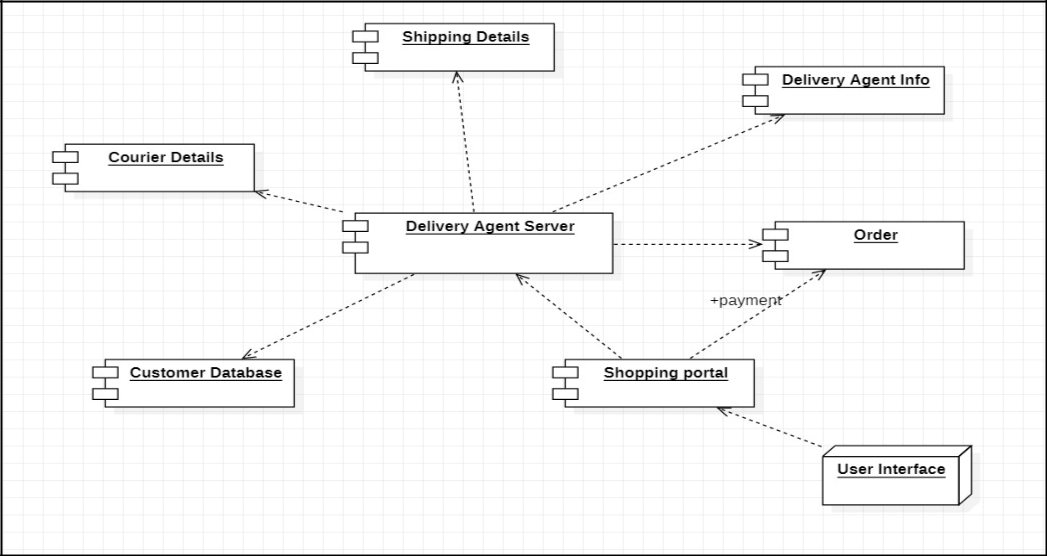 Shipping Details
Delivery Agent Info
Courier Details
Delivery Agent Server
Order
+payment
Customer Database
Shopping portal
User Interface